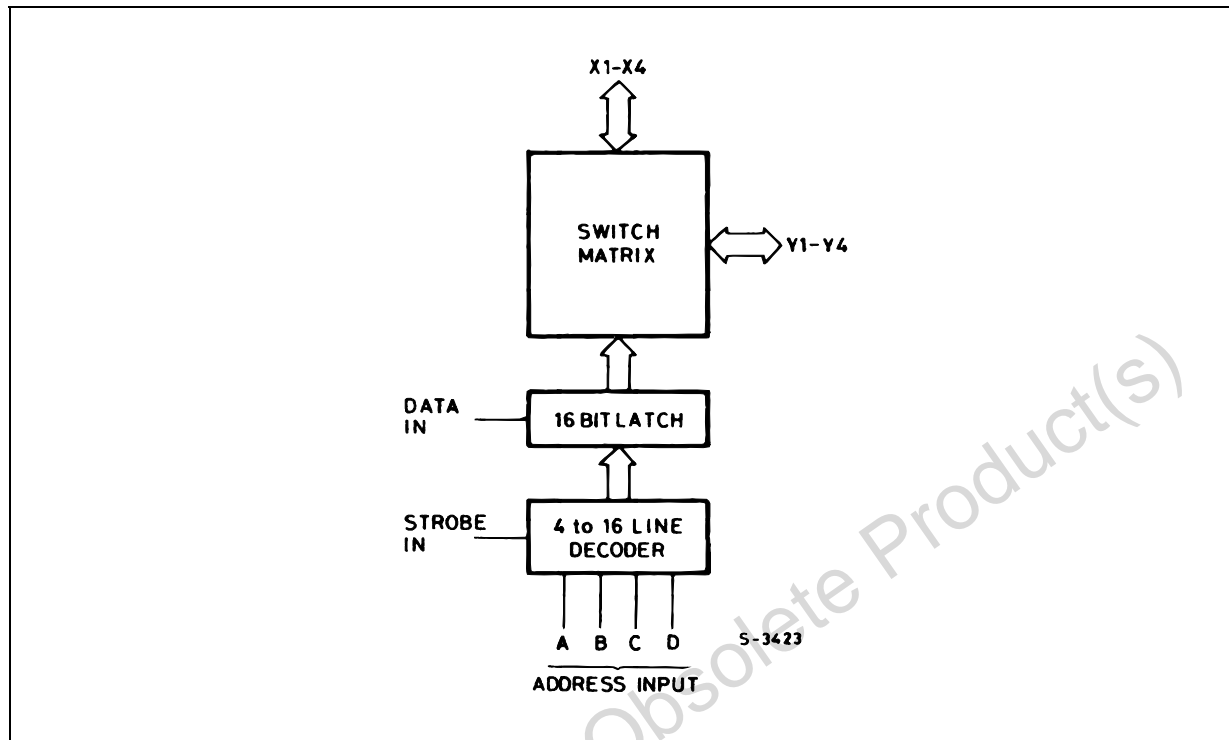 X1-X4
SWITCH
MATRIX
Y1-Y4
DATA
IN
16 BIT LATCH
STROBE
IN
4 to 16 LINE
DECODER
A B C D
S-3423
ADDRESS INPUT
Obsolete Product(s)